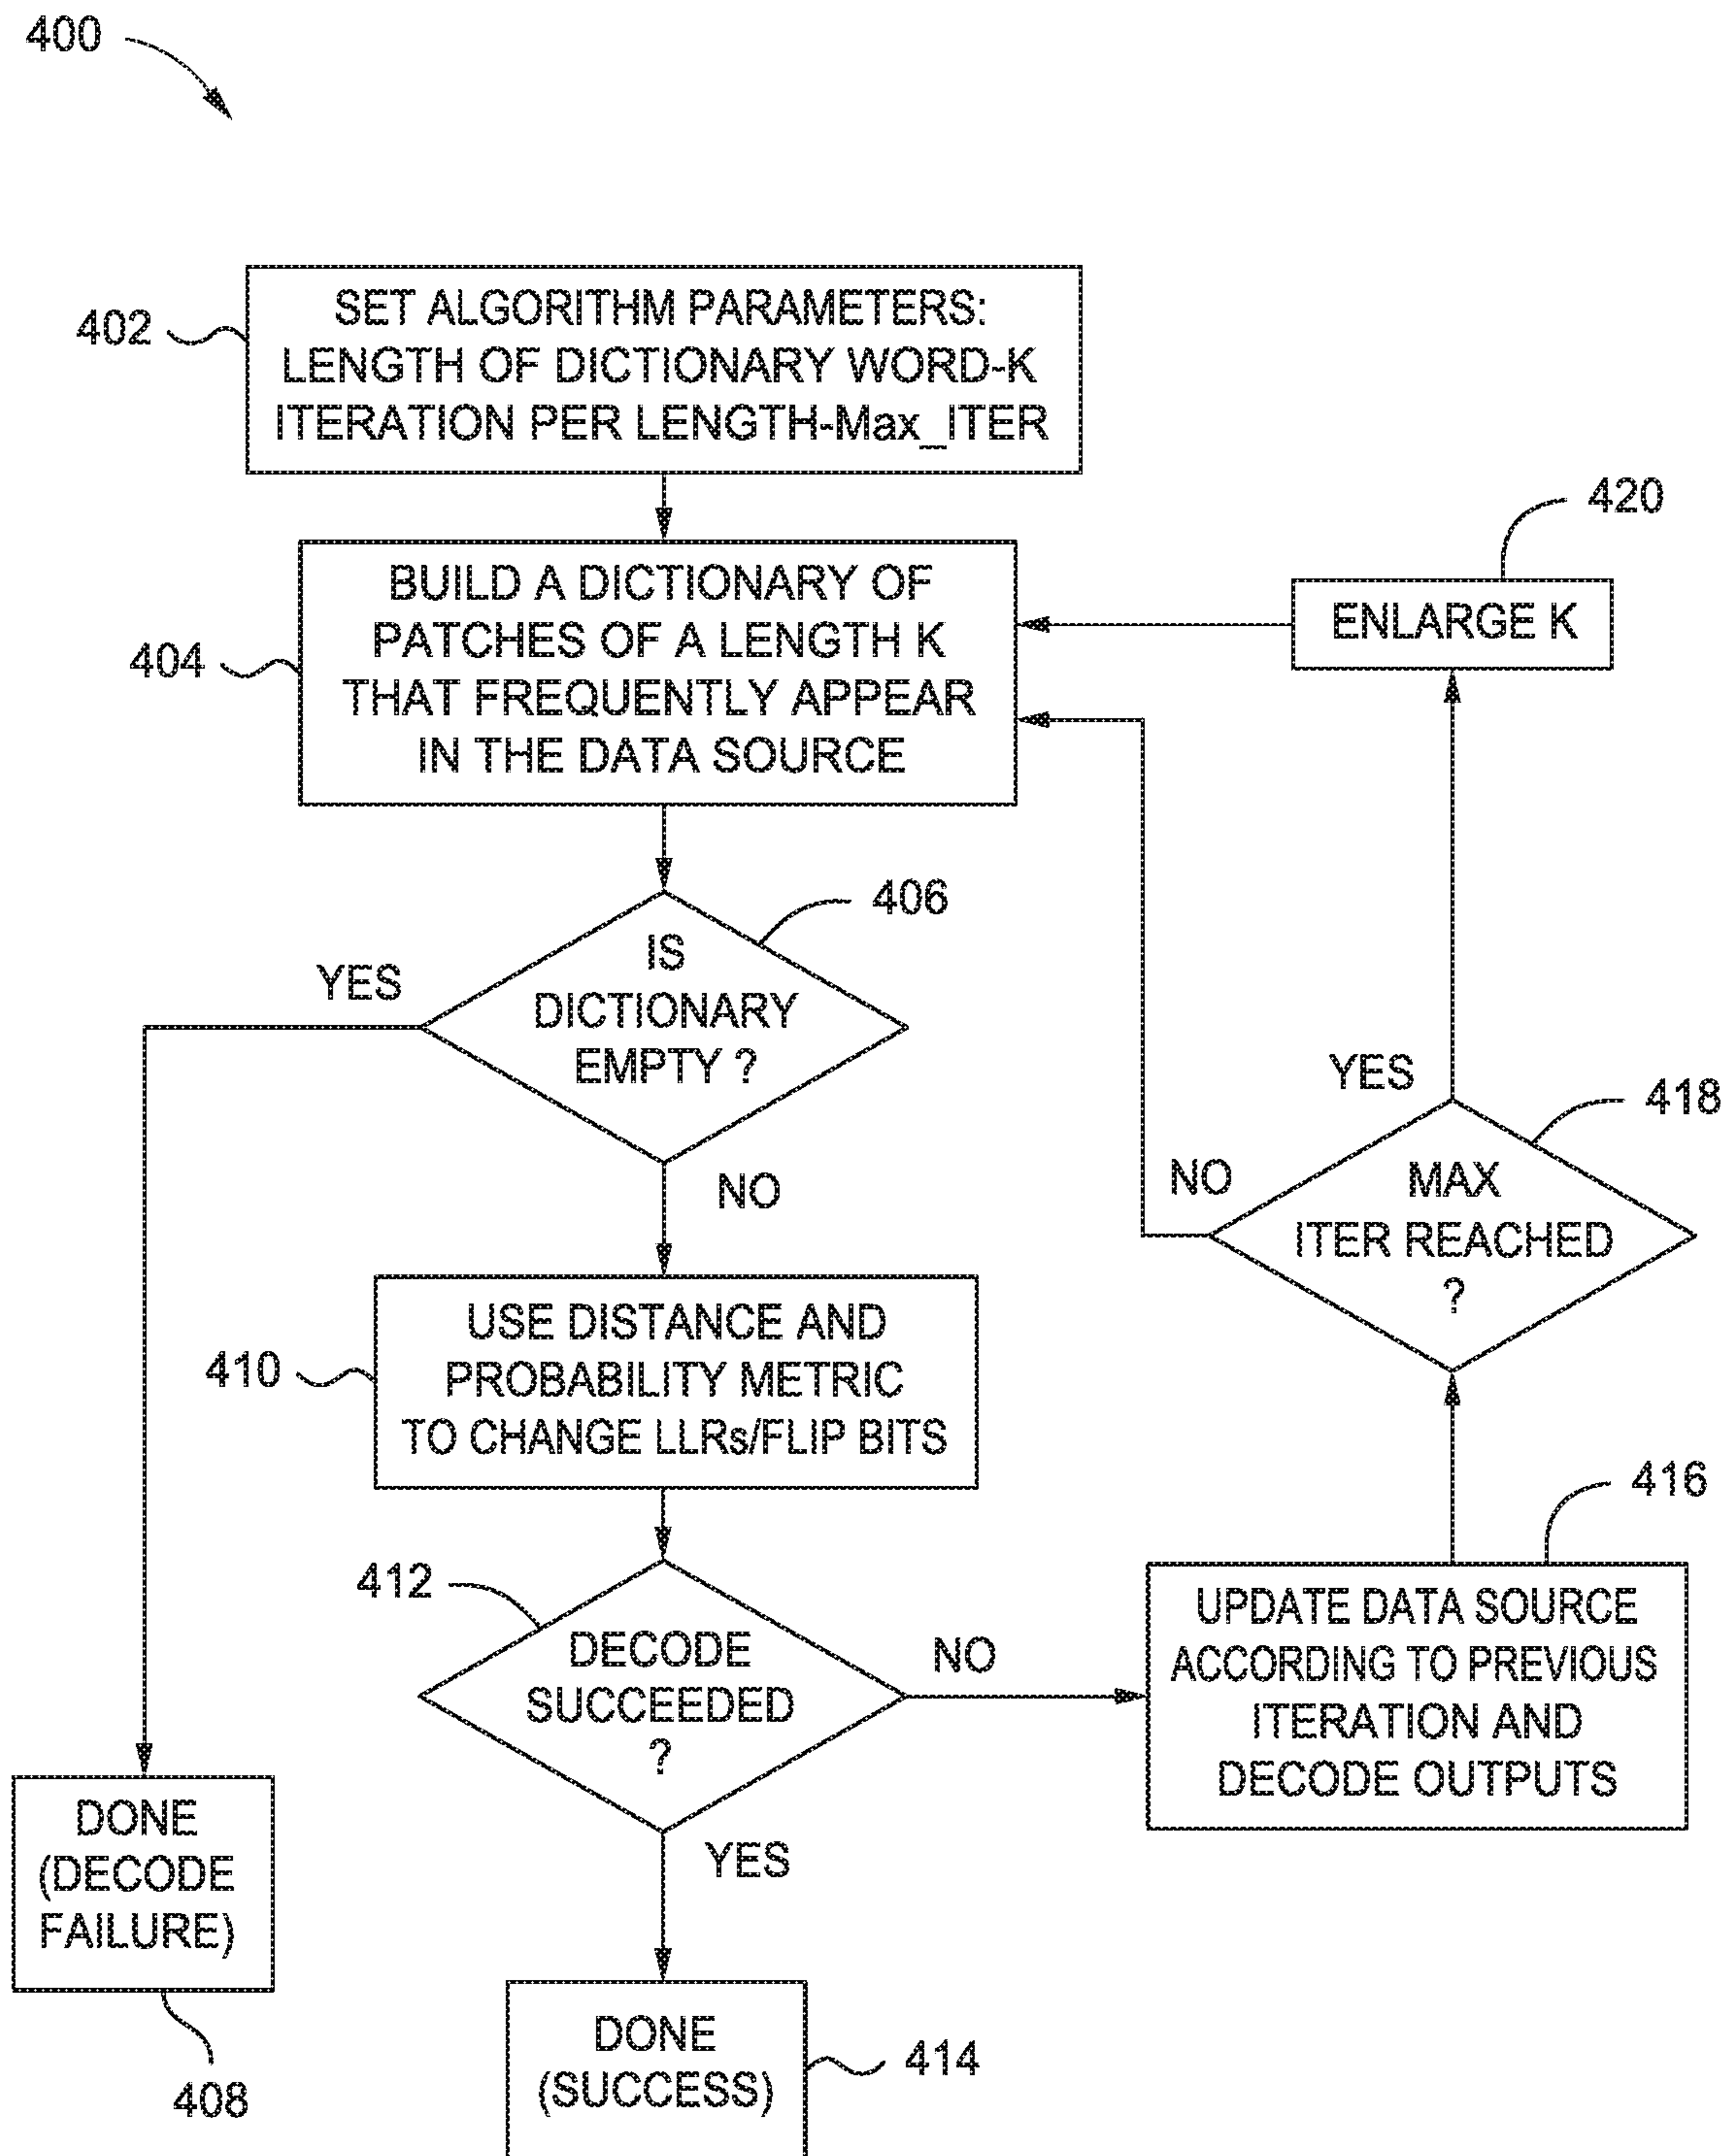 400
402
SET ALGORITHM PARAMETERS:
LENGTH OF DICTIONARY WORD-K
ITERATION PER LENGTH-Max_ITER
420
ENLARGE K
404
BUILD A DICTIONARY OF
PATCHES OF A LENGTH K
THAT FREQUENTLY APPEAR
IN THE DATA SOURCE
406
IS
DICTIONARY
EMPTY ?
YES
NO
YES
418
NO
MAX
ITER REACHED
?
410
USE DISTANCE AND
PROBABILITY METRIC
TO CHANGE LLRs/FLIP BITS
412
DECODE
SUCCEEDED
?
NO
YES
416
UPDATE DATA SOURCE
ACCORDING TO PREVIOUS
ITERATION AND
DECODE OUTPUTS
DONE
(DECODE
FAILURE)
408
DONE
(SUCCESS)
414